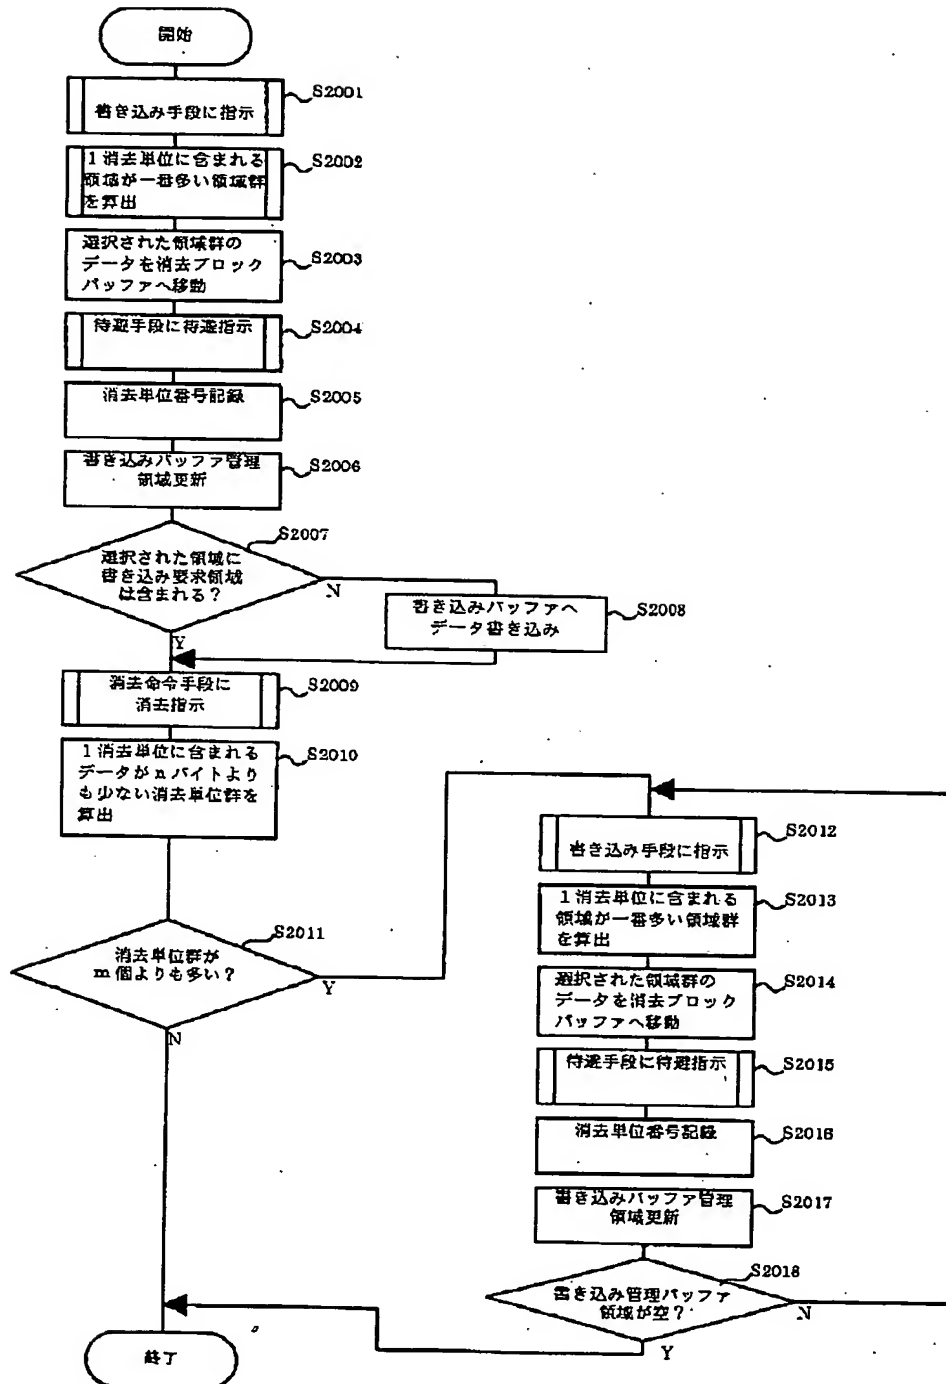 開始
書き込み手段に指示
S2001
1消去単位に含まれる
領域が一番多い領域群
を算出
S2002
選択された領域群の
データを消去ブロック
バッファへ移動
S2003
待避手段に待避指示
S2004
消去単位番号記録
S2005
書き込みバッファ管理
領域更新
S2006
選択された領域に
書き込み要求領域
は含まれる?
S2007
N
Y
書き込みバッファへ
データ書き込み
S2008
消去命令手段に
消去指示
S2009
1消去単位に含まれる
データがnバイトより
も少ない消去単位群を
算出
S2010
消去単位群が
m個よりも多い?
S2011
Y
N
書き込み手段に指示
S2012
1消去単位に含まれる
領域が一番多い領域群
を算出
S2013
選択された領域群の
データを消去ブロック
バッファへ移動
S2014
待避手段に待避指示
S2015
消去単位番号記録
S2016
書き込みバッファ管理
領域更新
S2017
書き込み管理バッファ
領域が空?
S2018
N
Y
終了